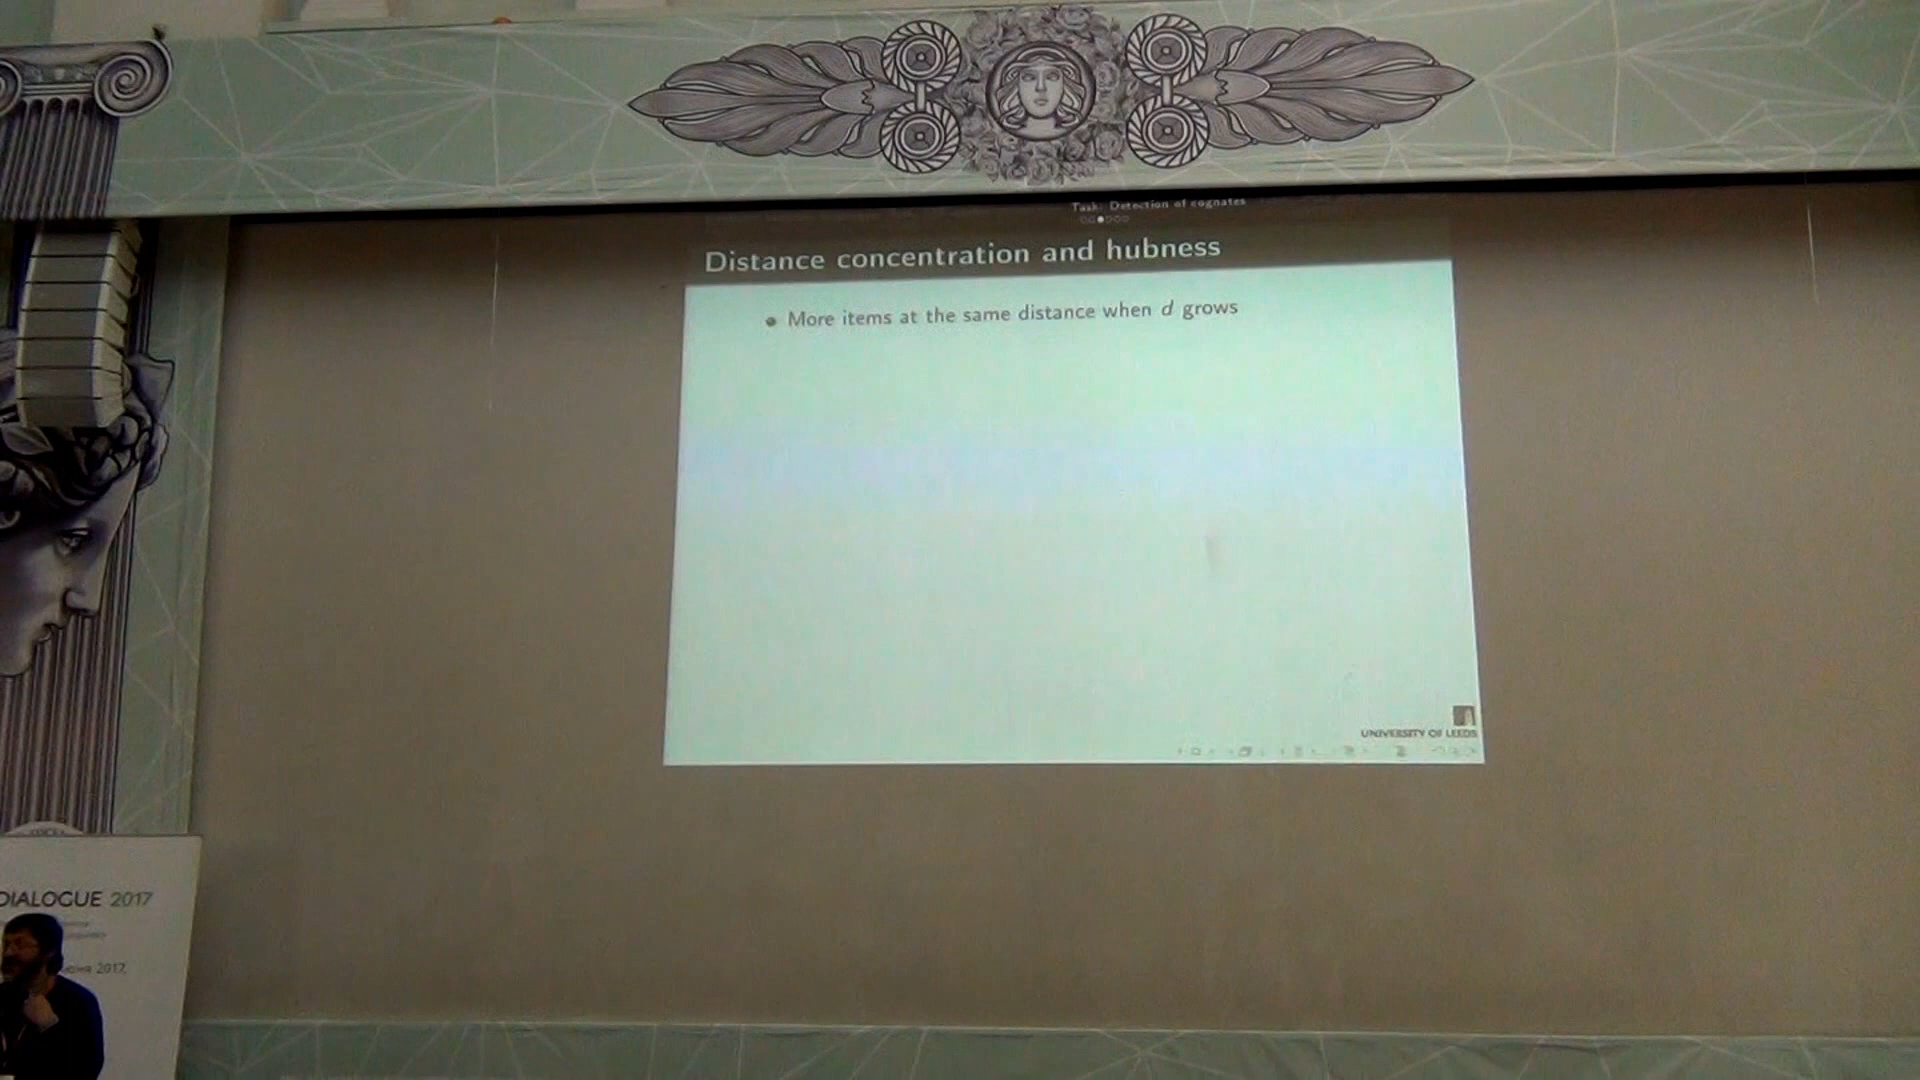 Task: Detection of cognates
Distance concentration and hubness
More items at the same distance when d grows
UNIVERSITY OF LEEDS
DIALOGUE 2017
июня 2017,